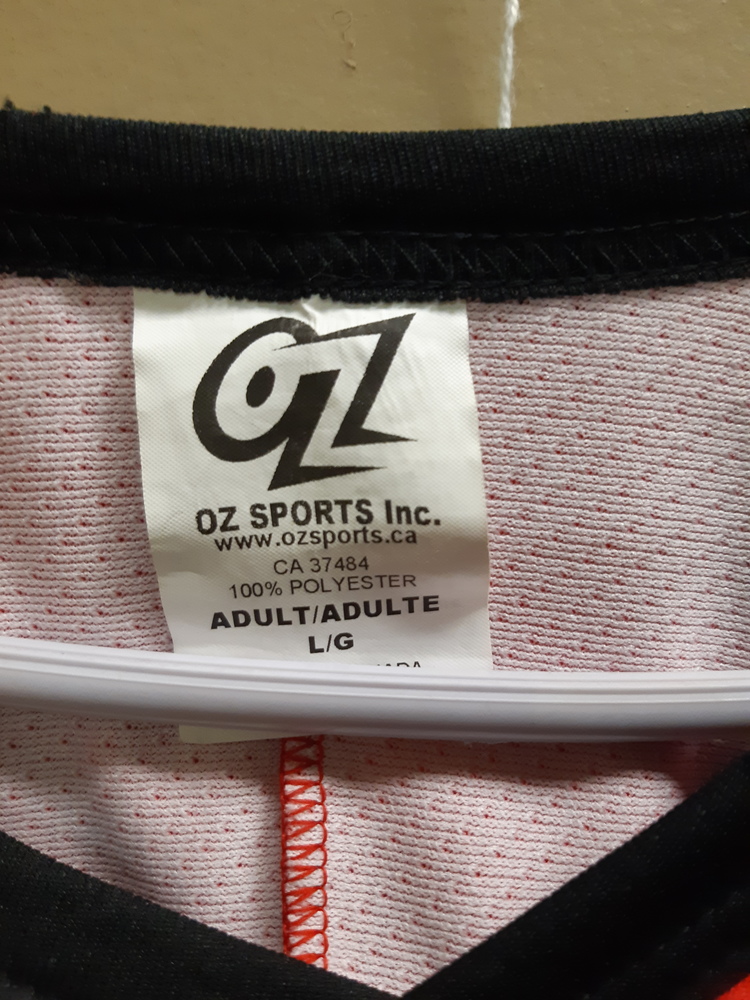 OZ
OZ SPORTS Inc.
www.ozsports.ca
CA 37484
100% POLYESTER
ADULT/ADULTE
L/G